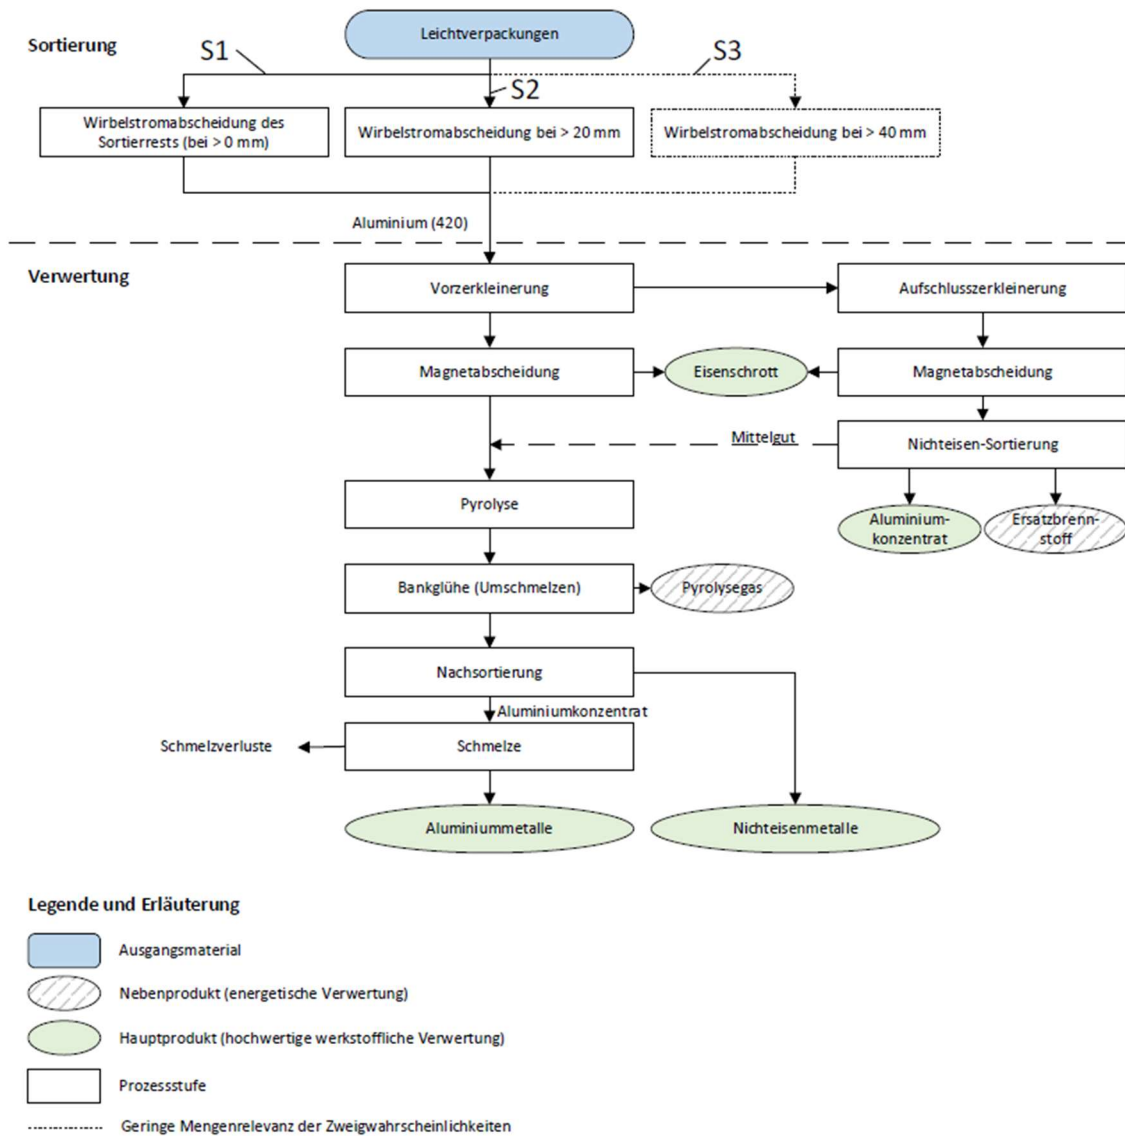 Leichtverpackungen
Sortierung
S1
S3
S2
Wirbelstromabscheidung des
Sortierrests (bei > 0 mm)
Wirbelstromabscheidung bei > 20 mm
Wirbelstromabscheidung bei > 40 mm
Aluminium (420)
Verwertung
Vorzerkleinerung
Aufschlusszerkleinerung
Magnetabscheidung
Eisenschrott
Magnetabscheidung
Mittelgut
Nichteisen-Sortierung
Pyrolyse
Aluminium-
konzentrat
Ersatzbrenn-
stoff
Bankglühe (Umschmelzen)
Pyrolysegas
Nachsortierung
Aluminiumkonzentrat
Schmelzverluste
Schmelze
Aluminiummetalle
Nichteisenmetalle
Legende und Erläuterung
Ausgangsmaterial
Nebenprodukt (energetische Verwertung)
Hauptprodukt (hochwertige werkstoffliche Verwertung)
Prozessstufe
Geringe Mengenrelevanz der Zweigwahrscheinlichkeiten